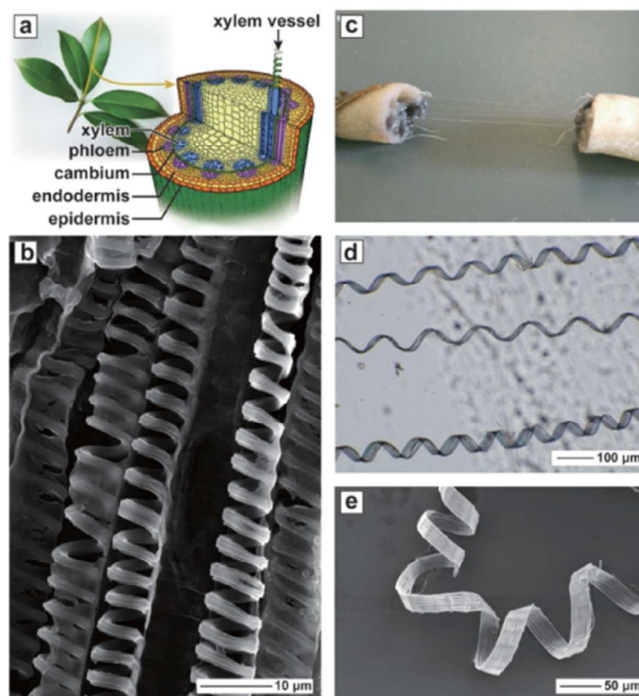 a
xylem vessel
xylem
phloem
cambium
endodermis
epidermis
b
10 µm
c
d
100 µm
e
50 µm